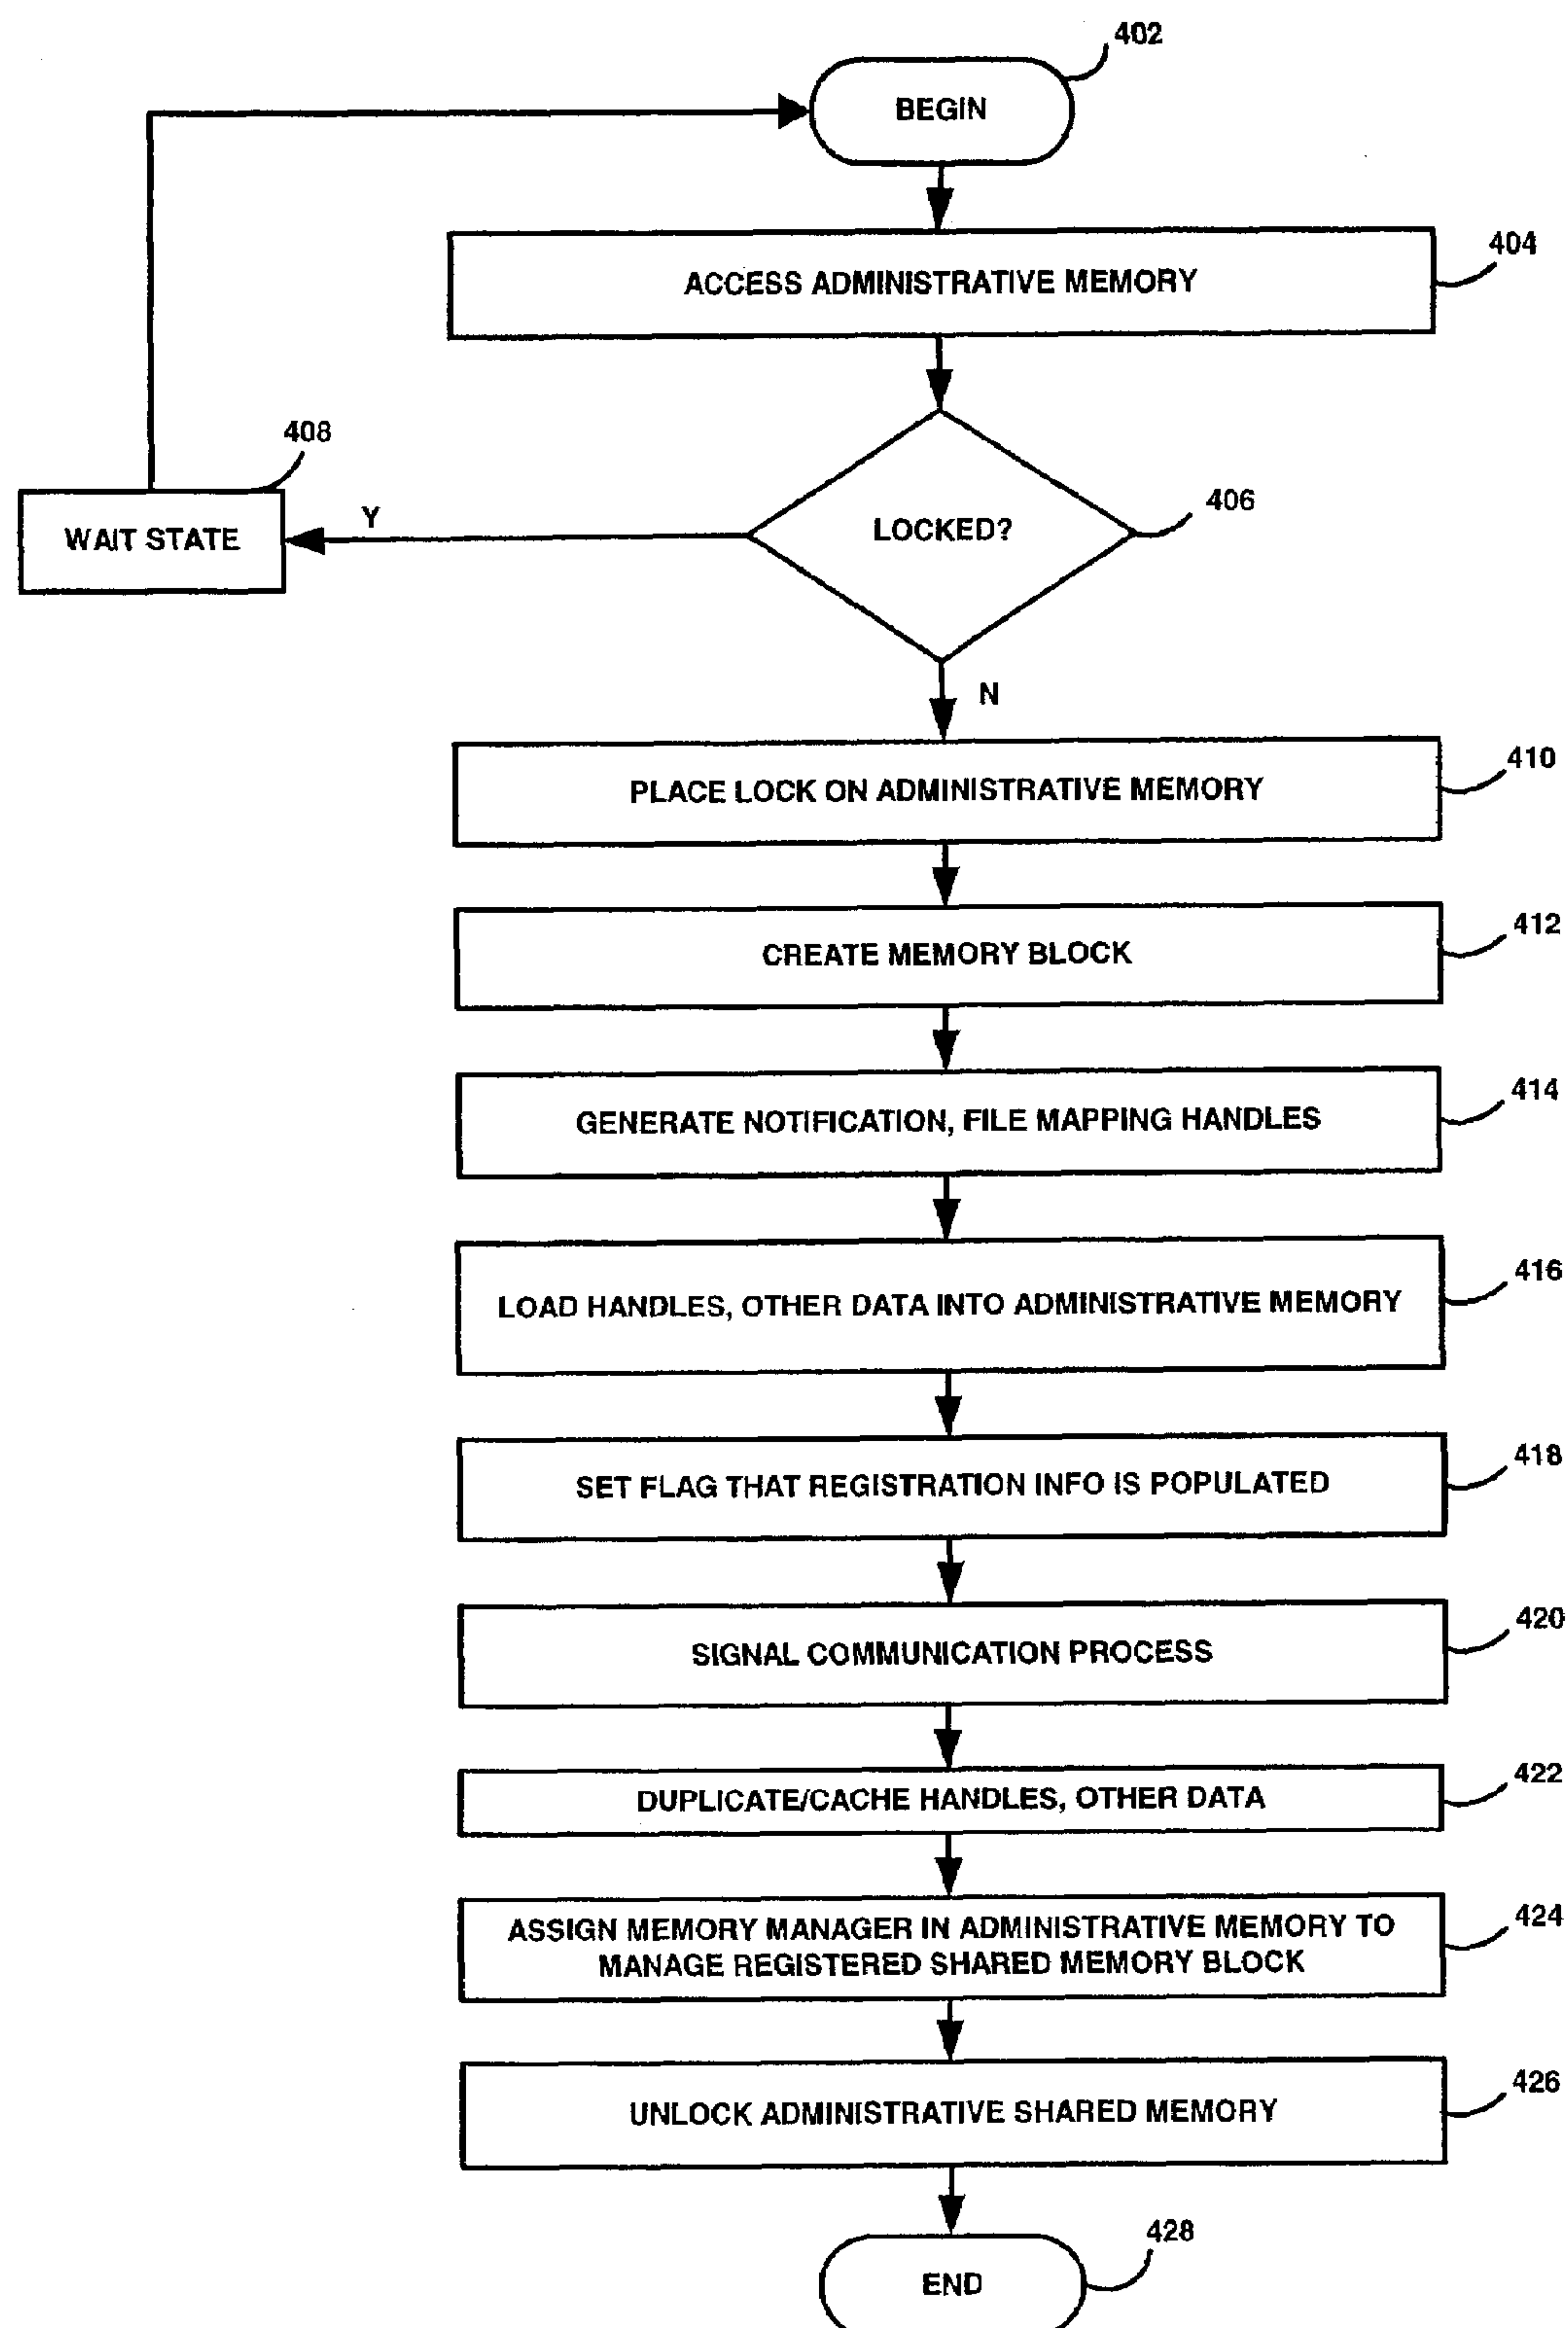 402
BEGIN
404
ACCESS ADMINISTRATIVE MEMORY
408
406
WAIT STATE
Y
LOCKED?
N
410
PLACE LOCK ON ADMINISTRATIVE MEMORY
412
CREATE MEMORY BLOCK
414
GENERATE NOTIFICATION, FILE MAPPING HANDLES
416
LOAD HANDLES, OTHER DATA INTO ADMINISTRATIVE MEMORY
418
SET FLAG THAT REGISTRATION INFO IS POPULATED
420
SIGNAL COMMUNICATION PROCESS
422
DUPLICATE/CACHE HANDLES, OTHER DATA
424
ASSIGN MEMORY MANAGER IN ADMINISTRATIVE MEMORY TO
MANAGE REGISTERED SHARED MEMORY BLOCK
426
UNLOCK ADMINISTRATIVE SHARED MEMORY
428
END